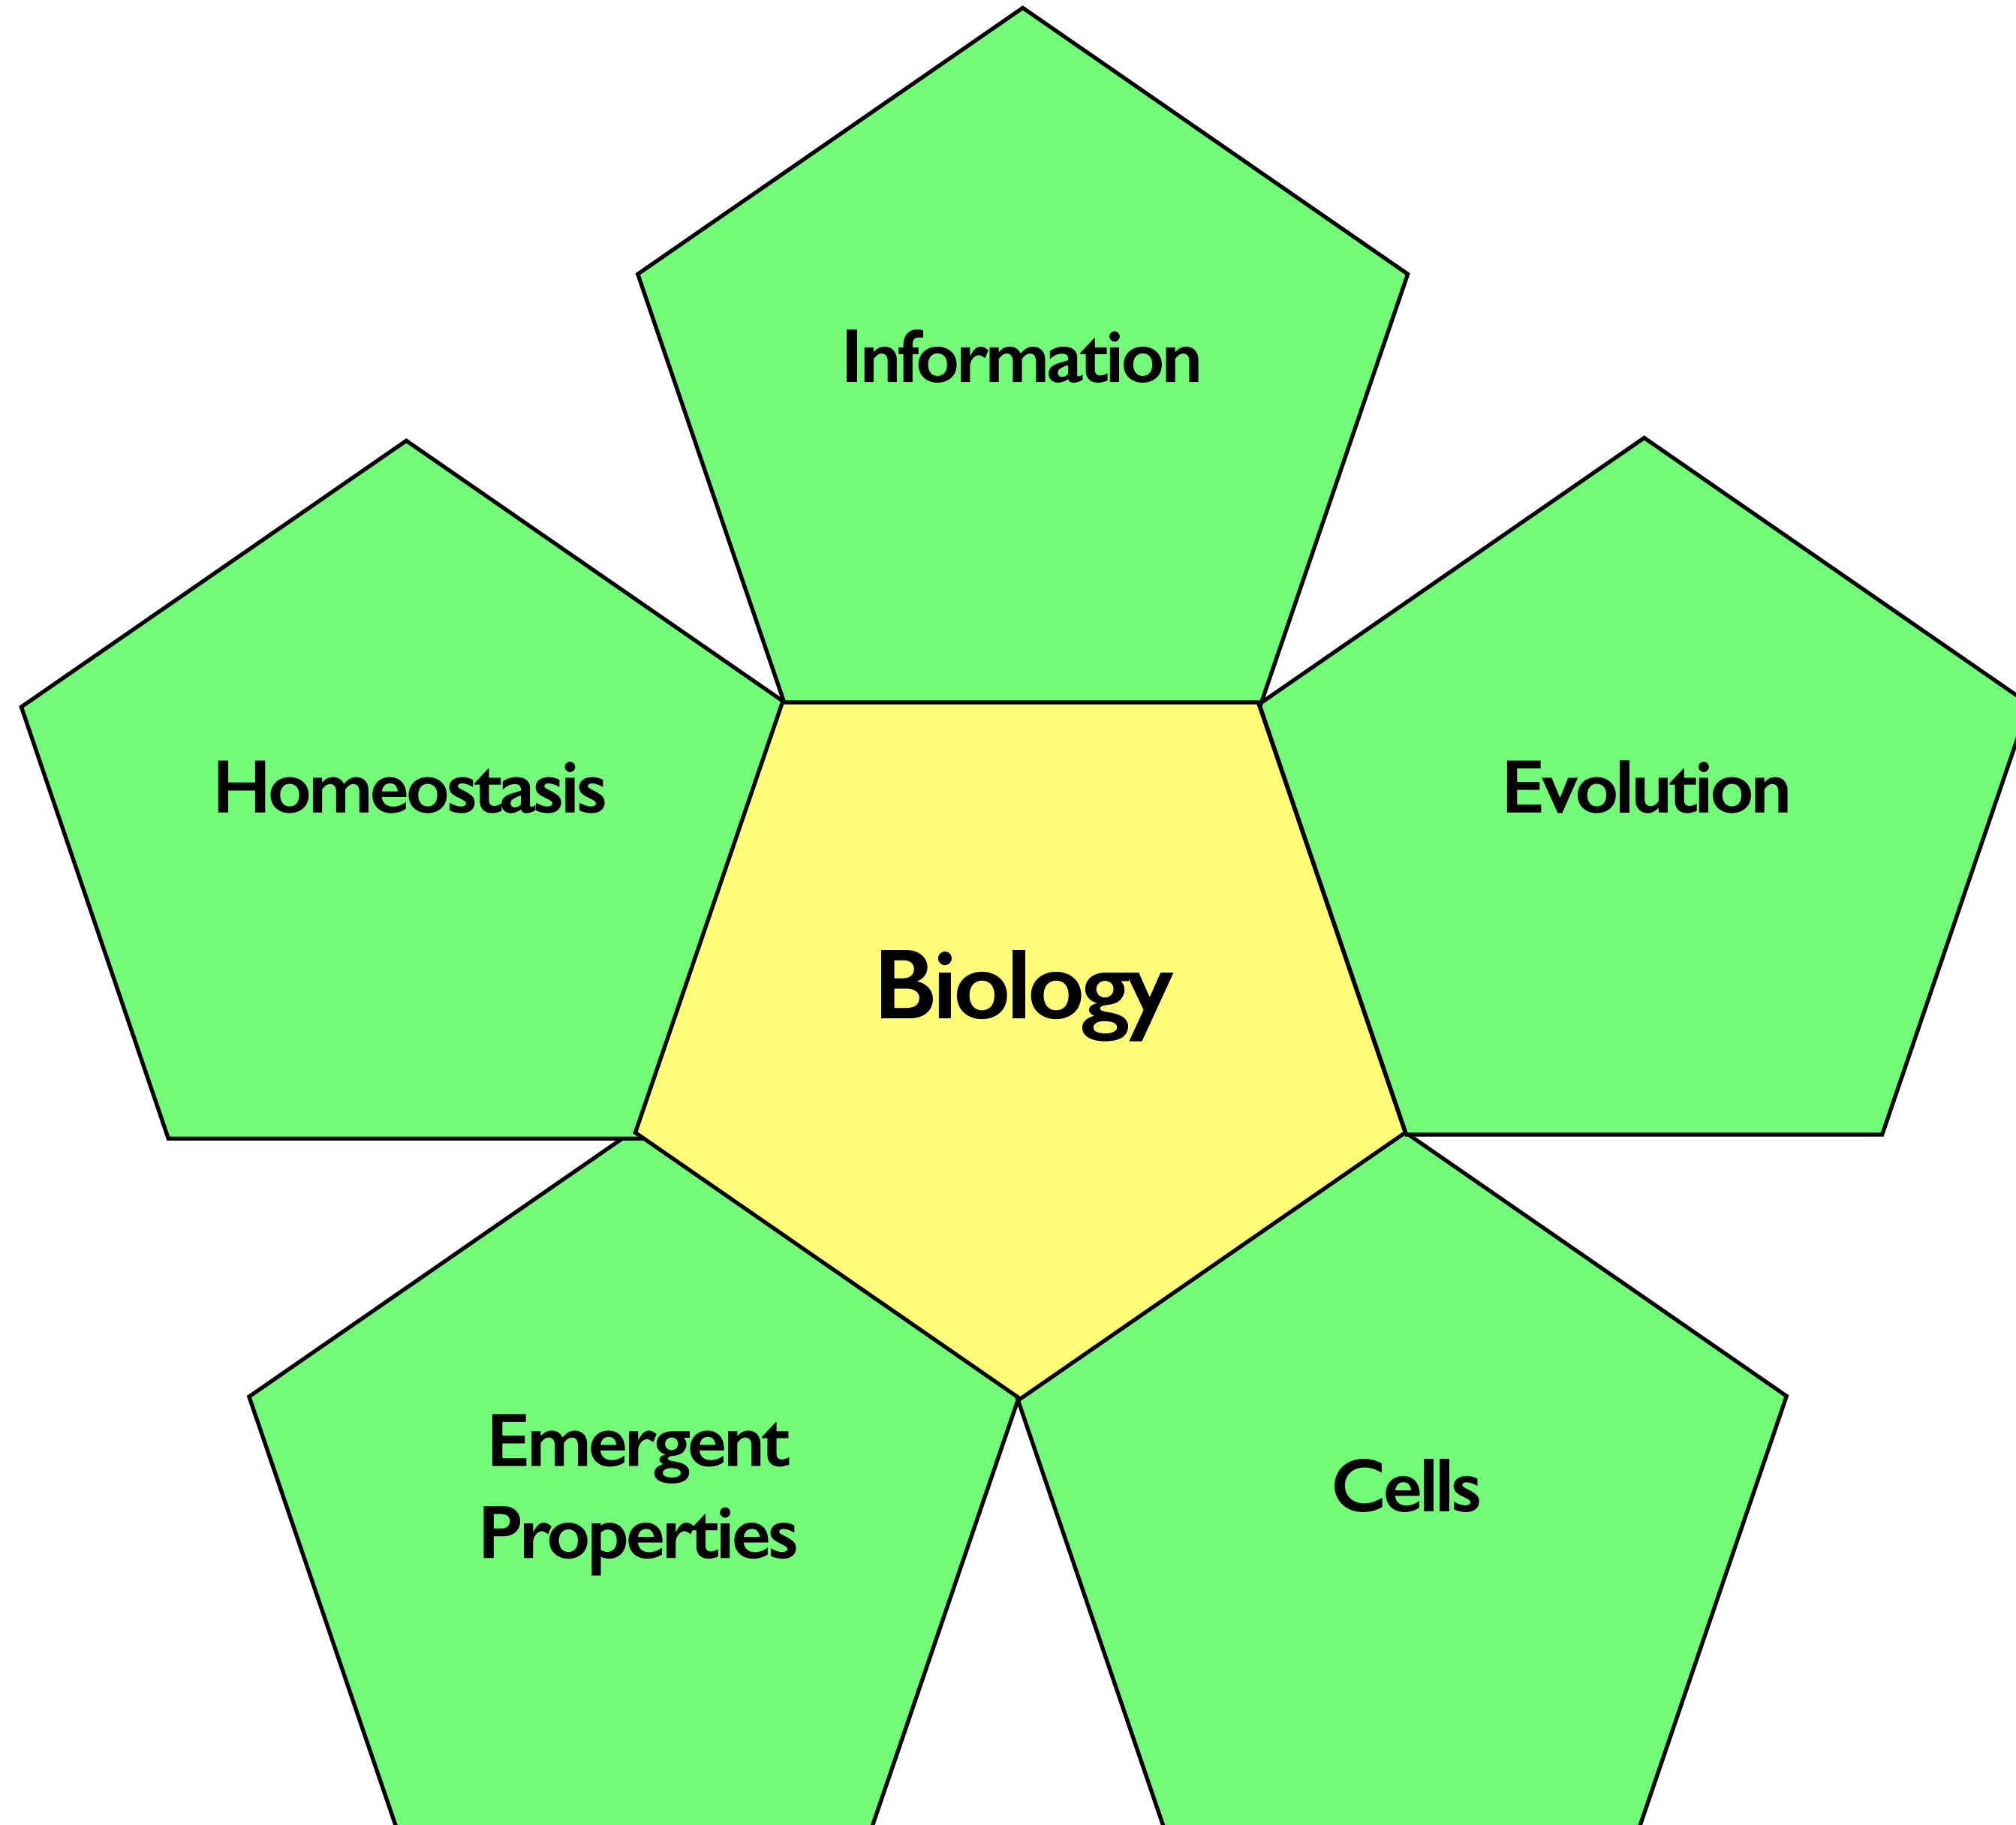 Information
Homeostasis
Evolution
Biology
Emergent
Properties
Cells